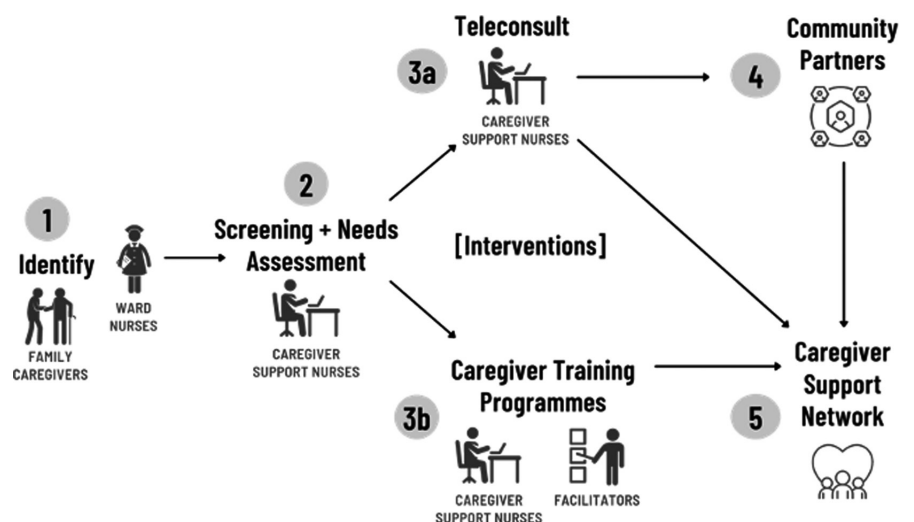 1
Identify
FAMILY
CAREGIVERS
WARD
NURSES
2
Screening + Needs
Assessment
CAREGIVER
SUPPORT NURSES
3a
Teleconsult
CAREGIVER
SUPPORT NURSES
[Interventions]
3b
Caregiver Training
Programmes
CAREGIVER
SUPPORT NURSES
FACILITATORS
4
Community
Partners
5
Caregiver
Support
Network